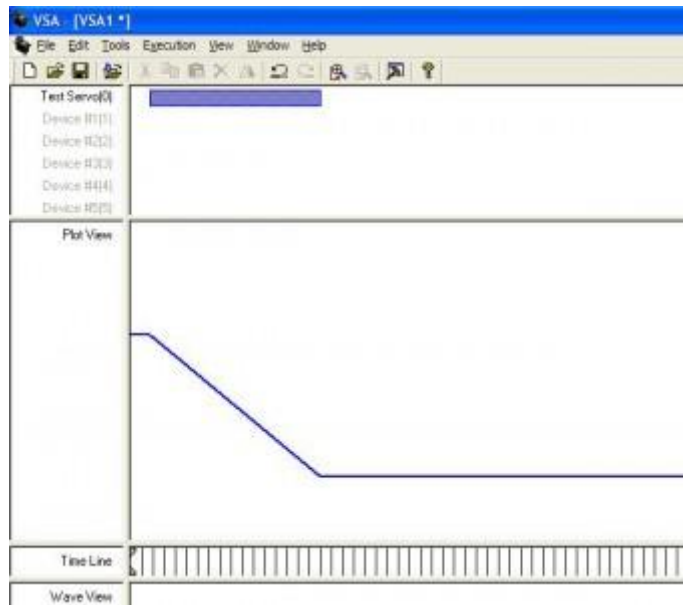 VSA - [VSA1 *]
File Edit Tools Execution View Window Help
Test Servo(0)
Device #1(1)
Device #2(2)
Device #3(3)
Device #4(4)
Device #5(5)
Plot View
Time Line
Wave View